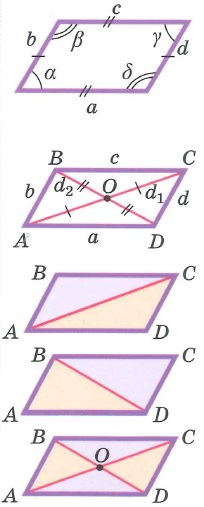 c
b β γ d
α δ
a
B c C
b d₂ O d₁ d
A a D
B C
A D
B C
A D
B O C
A D